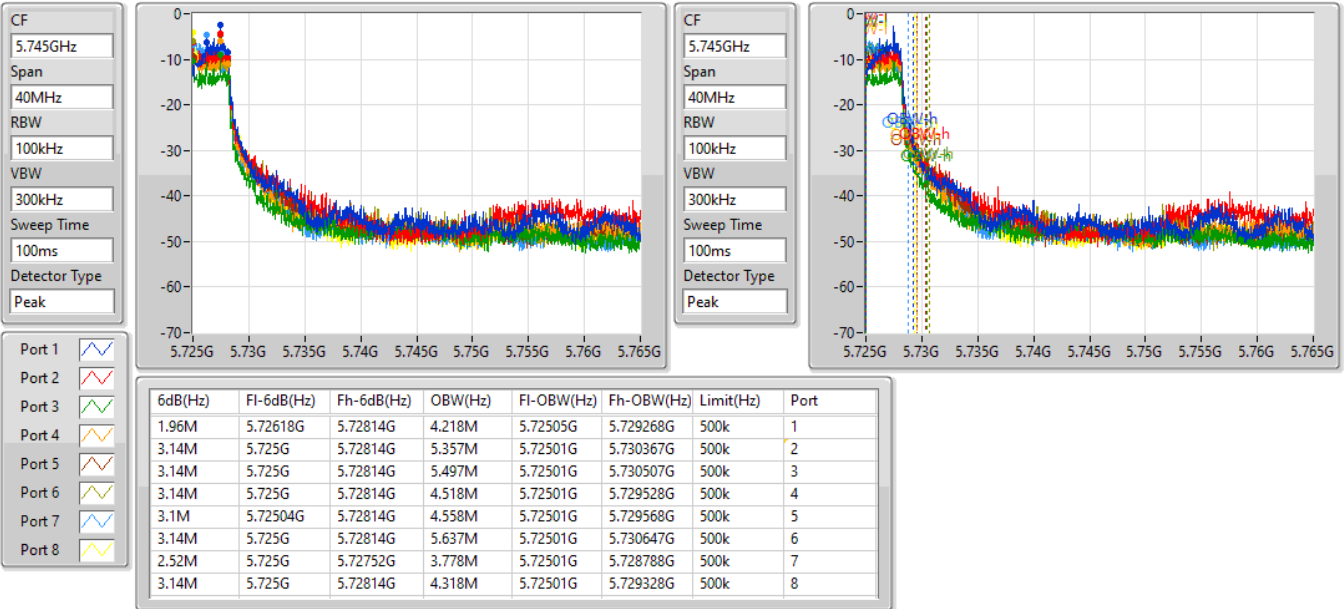 CF
5.745GHz
Span
40MHz
RBW
100kHz
VBW
300kHz
Sweep Time
100ms
Detector Type
Peak
0
-10
-20
-30
-40
-50
-60
-70
5.725G 5.73G 5.735G 5.74G 5.745G 5.75G 5.755G 5.76G 5.765G
CF
5.745GHz
Span
40MHz
RBW
100kHz
VBW
300kHz
Sweep Time
100ms
Detector Type
Peak
0
-10
-20
-30
-40
-50
-60
-70
OBW-h
OBW-h
OBW-h
5.725G 5.73G 5.735G 5.74G 5.745G 5.75G 5.755G 5.76G 5.765G
Port 1
Port 2
Port 3
Port 4
Port 5
Port 6
Port 7
Port 8
6dB(Hz) Fl-6dB(Hz) Fh-6dB(Hz) OBW(Hz) Fl-OBW(Hz) Fh-OBW(Hz) Limit(Hz) Port
1.96M 5.72618G 5.72814G 4.218M 5.72505G 5.729268G 500k 1
3.14M 5.725G 5.72814G 5.357M 5.72501G 5.730367G 500k 2
3.14M 5.725G 5.72814G 5.497M 5.72501G 5.730507G 500k 3
3.14M 5.725G 5.72814G 4.518M 5.72501G 5.729528G 500k 4
3.1M 5.72504G 5.72814G 4.558M 5.72501G 5.729568G 500k 5
3.14M 5.725G 5.72814G 5.637M 5.72501G 5.730647G 500k 6
2.52M 5.725G 5.72752G 3.778M 5.72501G 5.728788G 500k 7
3.14M 5.725G 5.72814G 4.318M 5.72501G 5.729328G 500k 8